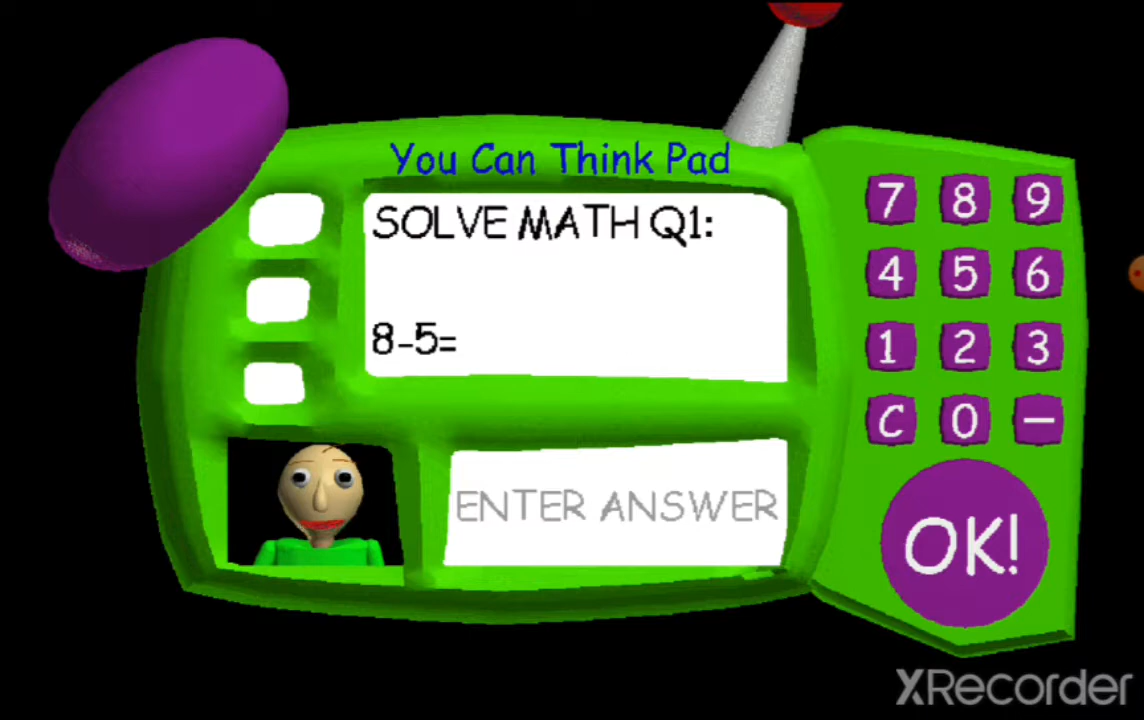 You Can Think Pad
SOLVE MATH Q1:
8-5=
ENTER ANSWER
7 8 9
4 5 6
1 2 3
C 0 −
OK!
XRecorder